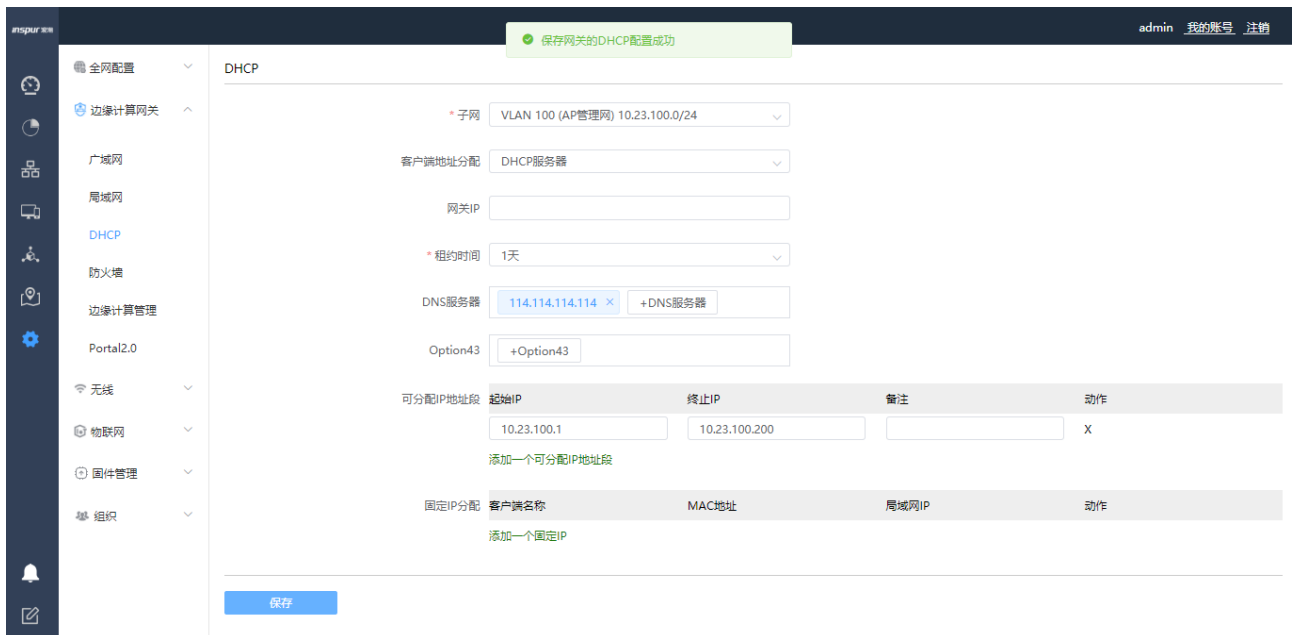 inspur 浪潮
保存网关的DHCP配置成功
admin 我的账号 注销
全网配置
边缘计算网关
广域网
局域网
DHCP
防火墙
边缘计算管理
Portal2.0
无线
物联网
固件管理
组织
DHCP
* 子网 VLAN 100 (AP管理网) 10.23.100.0/24
客户端地址分配 DHCP服务器
网关IP
* 租约时间 1天
DNS服务器 114.114.114.114 × +DNS服务器
Option43 +Option43
可分配IP地址段 起始IP 终止IP 备注 动作
10.23.100.1 10.23.100.200 X
添加一个可分配IP地址段
固定IP分配 客户端名称 MAC地址 局域网IP 动作
添加一个固定IP
保存